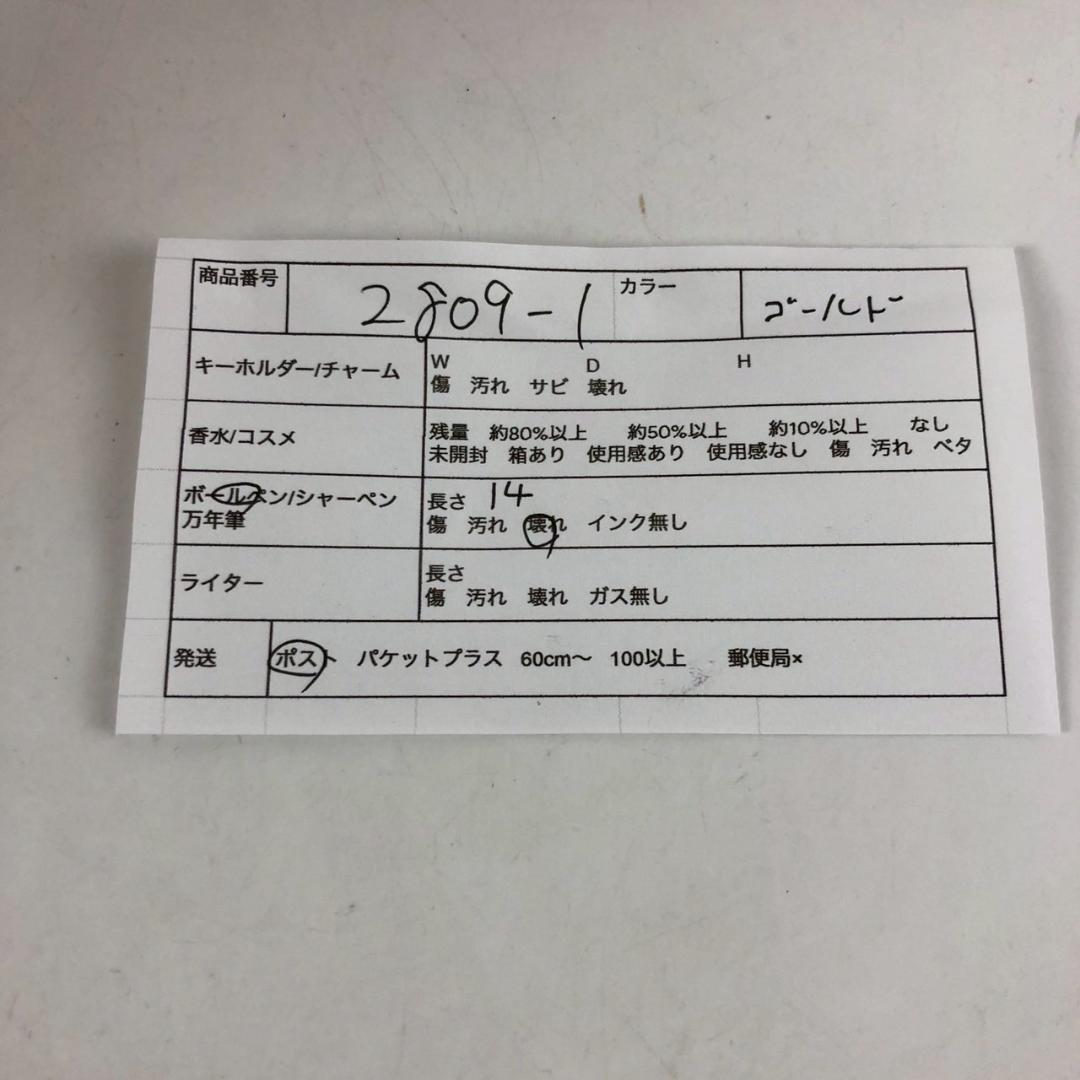 商品番号 2809-1 カラー ゴールド
キーホルダー/チャーム W D H
傷 汚れ サビ 壊れ
香水/コスメ 残量 約80%以上 約50%以上 約10%以上 なし
未開封 箱あり 使用感あり 使用感なし 傷 汚れ ベタ
ボールペン/シャーペン 長さ 14
万年筆 傷 汚れ 壊れ インク無し
ライター 長さ
傷 汚れ 壊れ ガス無し
発送 ポスト パケットプラス 60cm〜 100以上 郵便局×